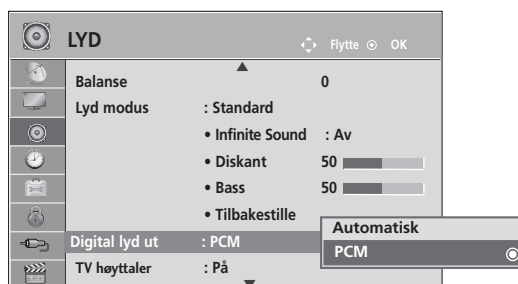 LYD Flytte OK
Balanse 0
Lyd modus : Standard
• Infinite Sound : Av
• Diskant 50
• Bass 50
• Tilbakestille
Digital lyd ut : PCM
Automatisk
PCM
TV høyttaler : På